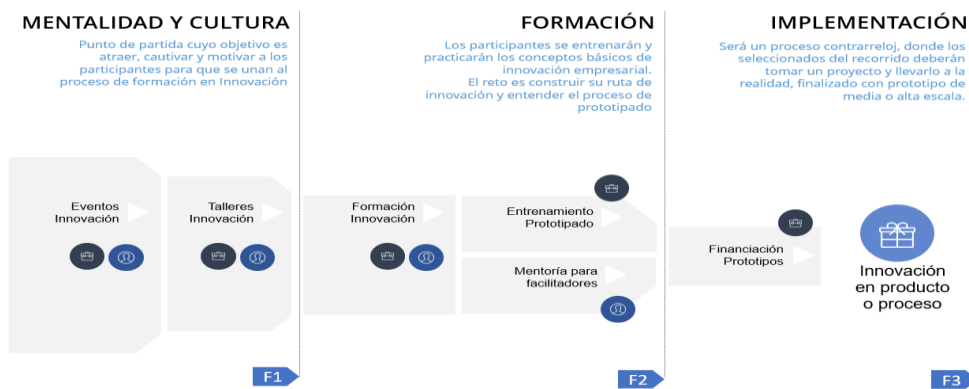 MENTALIDAD Y CULTURA
Punto de partida cuyo objetivo es
atraer, cautivar y motivar a los
participantes para que se unan al
proceso de formación en Innovación
Eventos
Innovación
Talleres
Innovación
F1
FORMACIÓN
Los participantes se entrenarán y
practicarán los conceptos básicos de
innovación empresarial.
El reto es construir su ruta de
innovación y entender el proceso de
prototipado
Formación
Innovación
Entrenamiento
Prototipado
Mentoría para
facilitadores
F2
IMPLEMENTACIÓN
Será un proceso contrarreloj, donde los
seleccionados del recorrido deberán
tomar un proyecto y llevarlo a la
realidad, finalizado con prototipo de
media o alta escala.
Financiación
Prototipos
Innovación
en producto
o proceso
F3